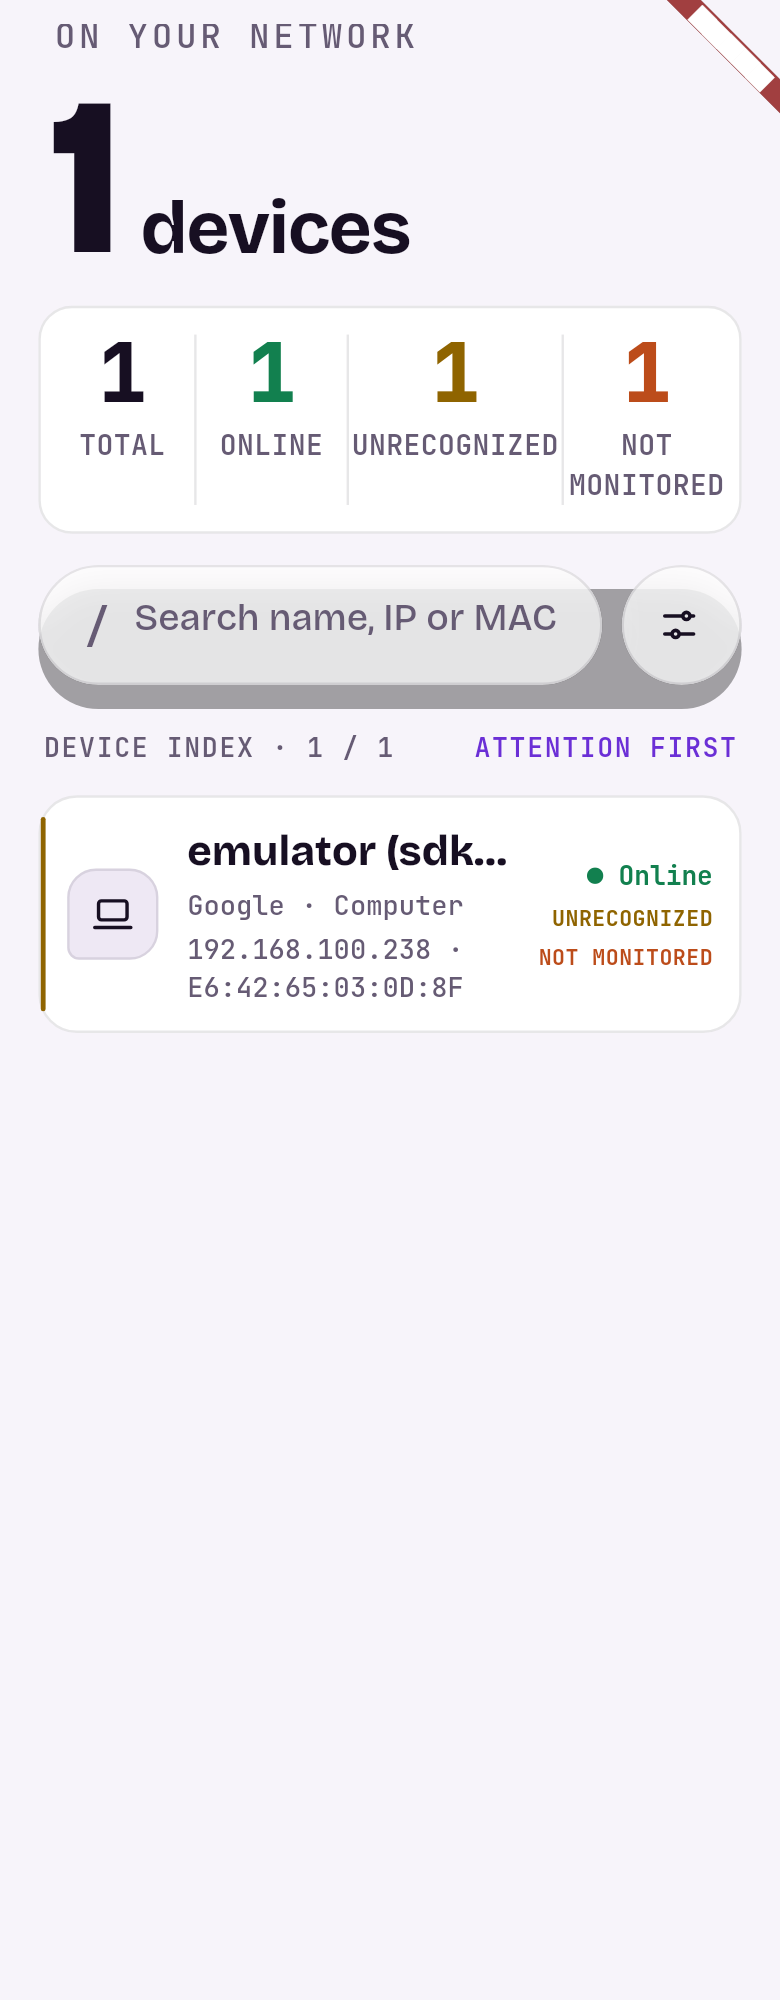 ON YOUR NETWORK
1 devices
1 1 1 1
TOTAL ONLINE UNRECOGNIZED NOT MONITORED
/ Search name, IP or MAC
DEVICE INDEX · 1 / 1 ATTENTION FIRST
emulator (sdk...
Online
Google · Computer
UNRECOGNIZED
192.168.100.238 ·
NOT MONITORED
E6:42:65:03:0D:8F